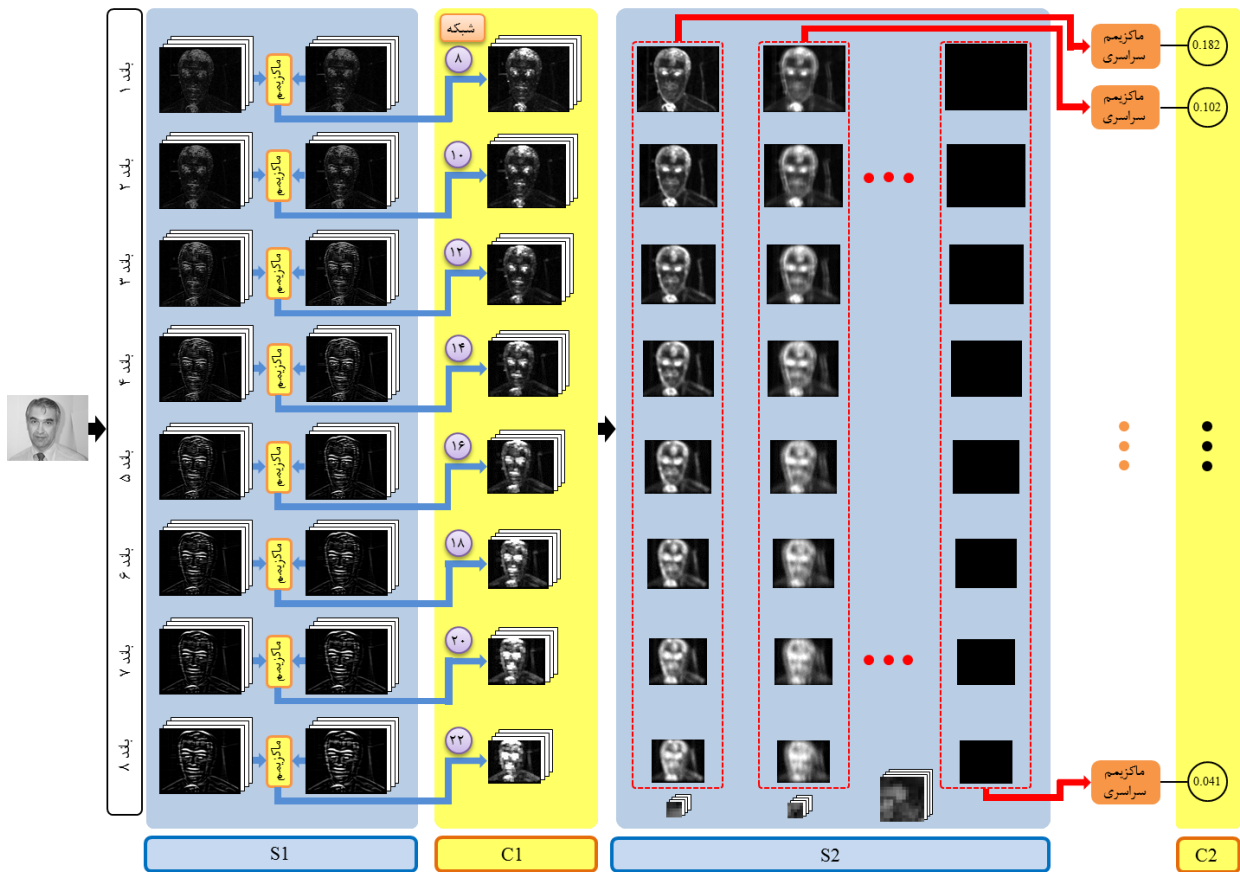 شبکه
باند ۱
ماکزیمم
۸
باند ۲
ماکزیمم
۱۰
باند ۳
ماکزیمم
۱۲
باند ۴
ماکزیمم
۱۴
باند ۵
ماکزیمم
۱۶
باند ۶
ماکزیمم
۱۸
باند ۷
ماکزیمم
۲۰
باند ۸
ماکزیمم
۲۲
ماکزیمم
سراسری
0.182
ماکزیمم
سراسری
0.102
ماکزیمم
سراسری
0.041
S1
C1
S2
C2